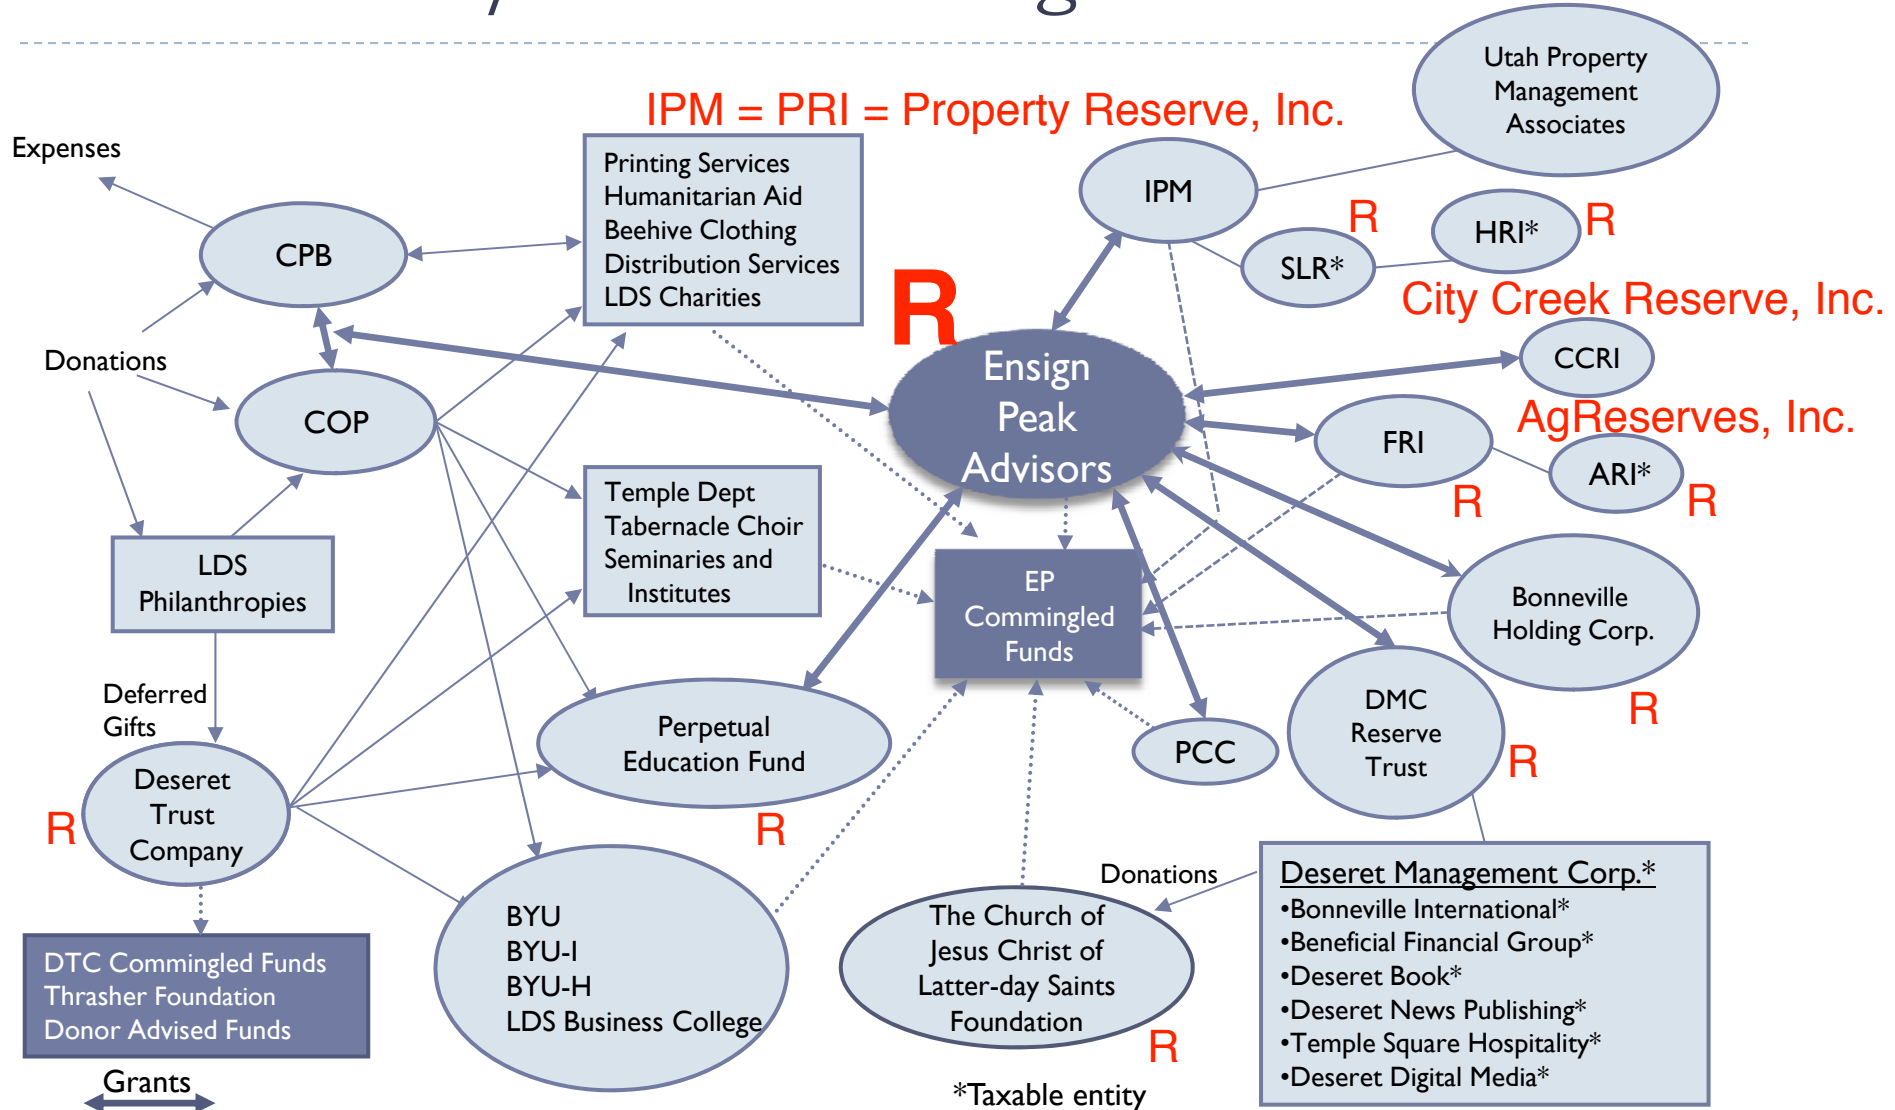 IPM = PRI = Property Reserve, Inc.
Utah Property
Management
Associates
Expenses
Printing Services
Humanitarian Aid
Beehive Clothing
Distribution Services
LDS Charities
IPM
R
HRI*
R
CPB
SLR*
R
City Creek Reserve, Inc.
Donations
Ensign
Peak
Advisors
CCRI
COP
FRI
AgReserves, Inc.
ARI*
R
R
Temple Dept
Tabernacle Choir
Seminaries and
Institutes
LDS
Philanthropies
EP
Commingled
Funds
Bonneville
Holding Corp.
R
Deferred
Gifts
Perpetual
Education Fund
R
PCC
DMC
Reserve
Trust
R
Deseret
Trust
Company
R
Donations
Deseret Management Corp.*
•Bonneville International*
•Beneficial Financial Group*
•Deseret Book*
•Deseret News Publishing*
•Temple Square Hospitality*
•Deseret Digital Media*
BYU
BYU-I
BYU-H
LDS Business College
The Church of
Jesus Christ of
Latter-day Saints
Foundation
R
DTC Commingled Funds
Thrasher Foundation
Donor Advised Funds
Grants
*Taxable entity